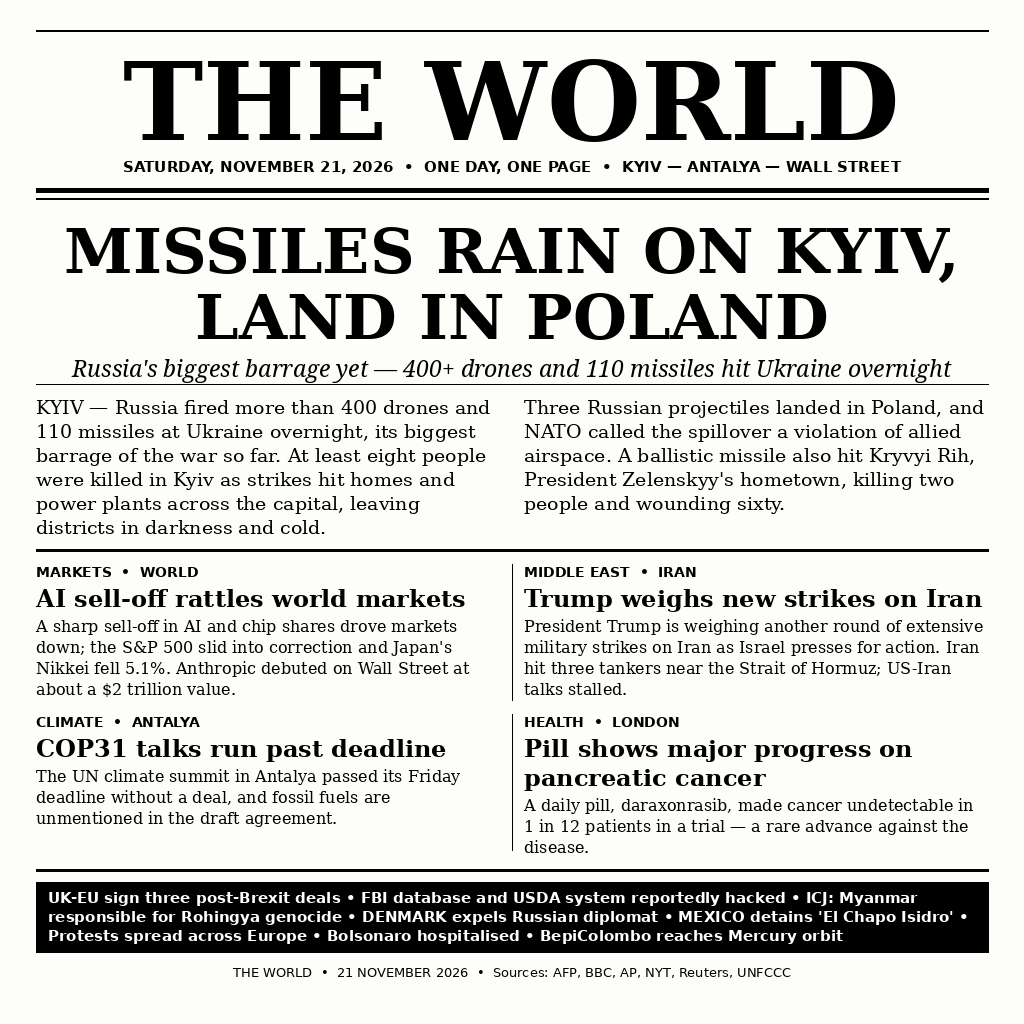 THE WORLD
SATURDAY, NOVEMBER 21, 2026 • ONE DAY, ONE PAGE • KYIV — ANTALYA — WALL STREET
MISSILES RAIN ON KYIV,
LAND IN POLAND
Russia's biggest barrage yet — 400+ drones and 110 missiles hit Ukraine overnight
KYIV — Russia fired more than 400 drones and
110 missiles at Ukraine overnight, its biggest
barrage of the war so far. At least eight people
were killed in Kyiv as strikes hit homes and
power plants across the capital, leaving
districts in darkness and cold.
Three Russian projectiles landed in Poland, and
NATO called the spillover a violation of allied
airspace. A ballistic missile also hit Kryvyi Rih,
President Zelenskyy's hometown, killing two
people and wounding sixty.
MARKETS • WORLD
AI sell-off rattles world markets
A sharp sell-off in AI and chip shares drove markets
down; the S&P 500 slid into correction and Japan's
Nikkei fell 5.1%. Anthropic debuted on Wall Street at
about a $2 trillion value.
MIDDLE EAST • IRAN
Trump weighs new strikes on Iran
President Trump is weighing another round of extensive
military strikes on Iran as Israel presses for action. Iran
hit three tankers near the Strait of Hormuz; US-Iran
talks stalled.
CLIMATE • ANTALYA
COP31 talks run past deadline
The UN climate summit in Antalya passed its Friday
deadline without a deal, and fossil fuels are
unmentioned in the draft agreement.
HEALTH • LONDON
Pill shows major progress on
pancreatic cancer
A daily pill, daraxonrasib, made cancer undetectable in
1 in 12 patients in a trial — a rare advance against the
disease.
UK-EU sign three post-Brexit deals • FBI database and USDA system reportedly hacked • ICJ: Myanmar
responsible for Rohingya genocide • DENMARK expels Russian diplomat • MEXICO detains 'El Chapo Isidro' •
Protests spread across Europe • Bolsonaro hospitalised • BepiColombo reaches Mercury orbit
THE WORLD • 21 NOVEMBER 2026 • Sources: AFP, BBC, AP, NYT, Reuters, UNFCCC